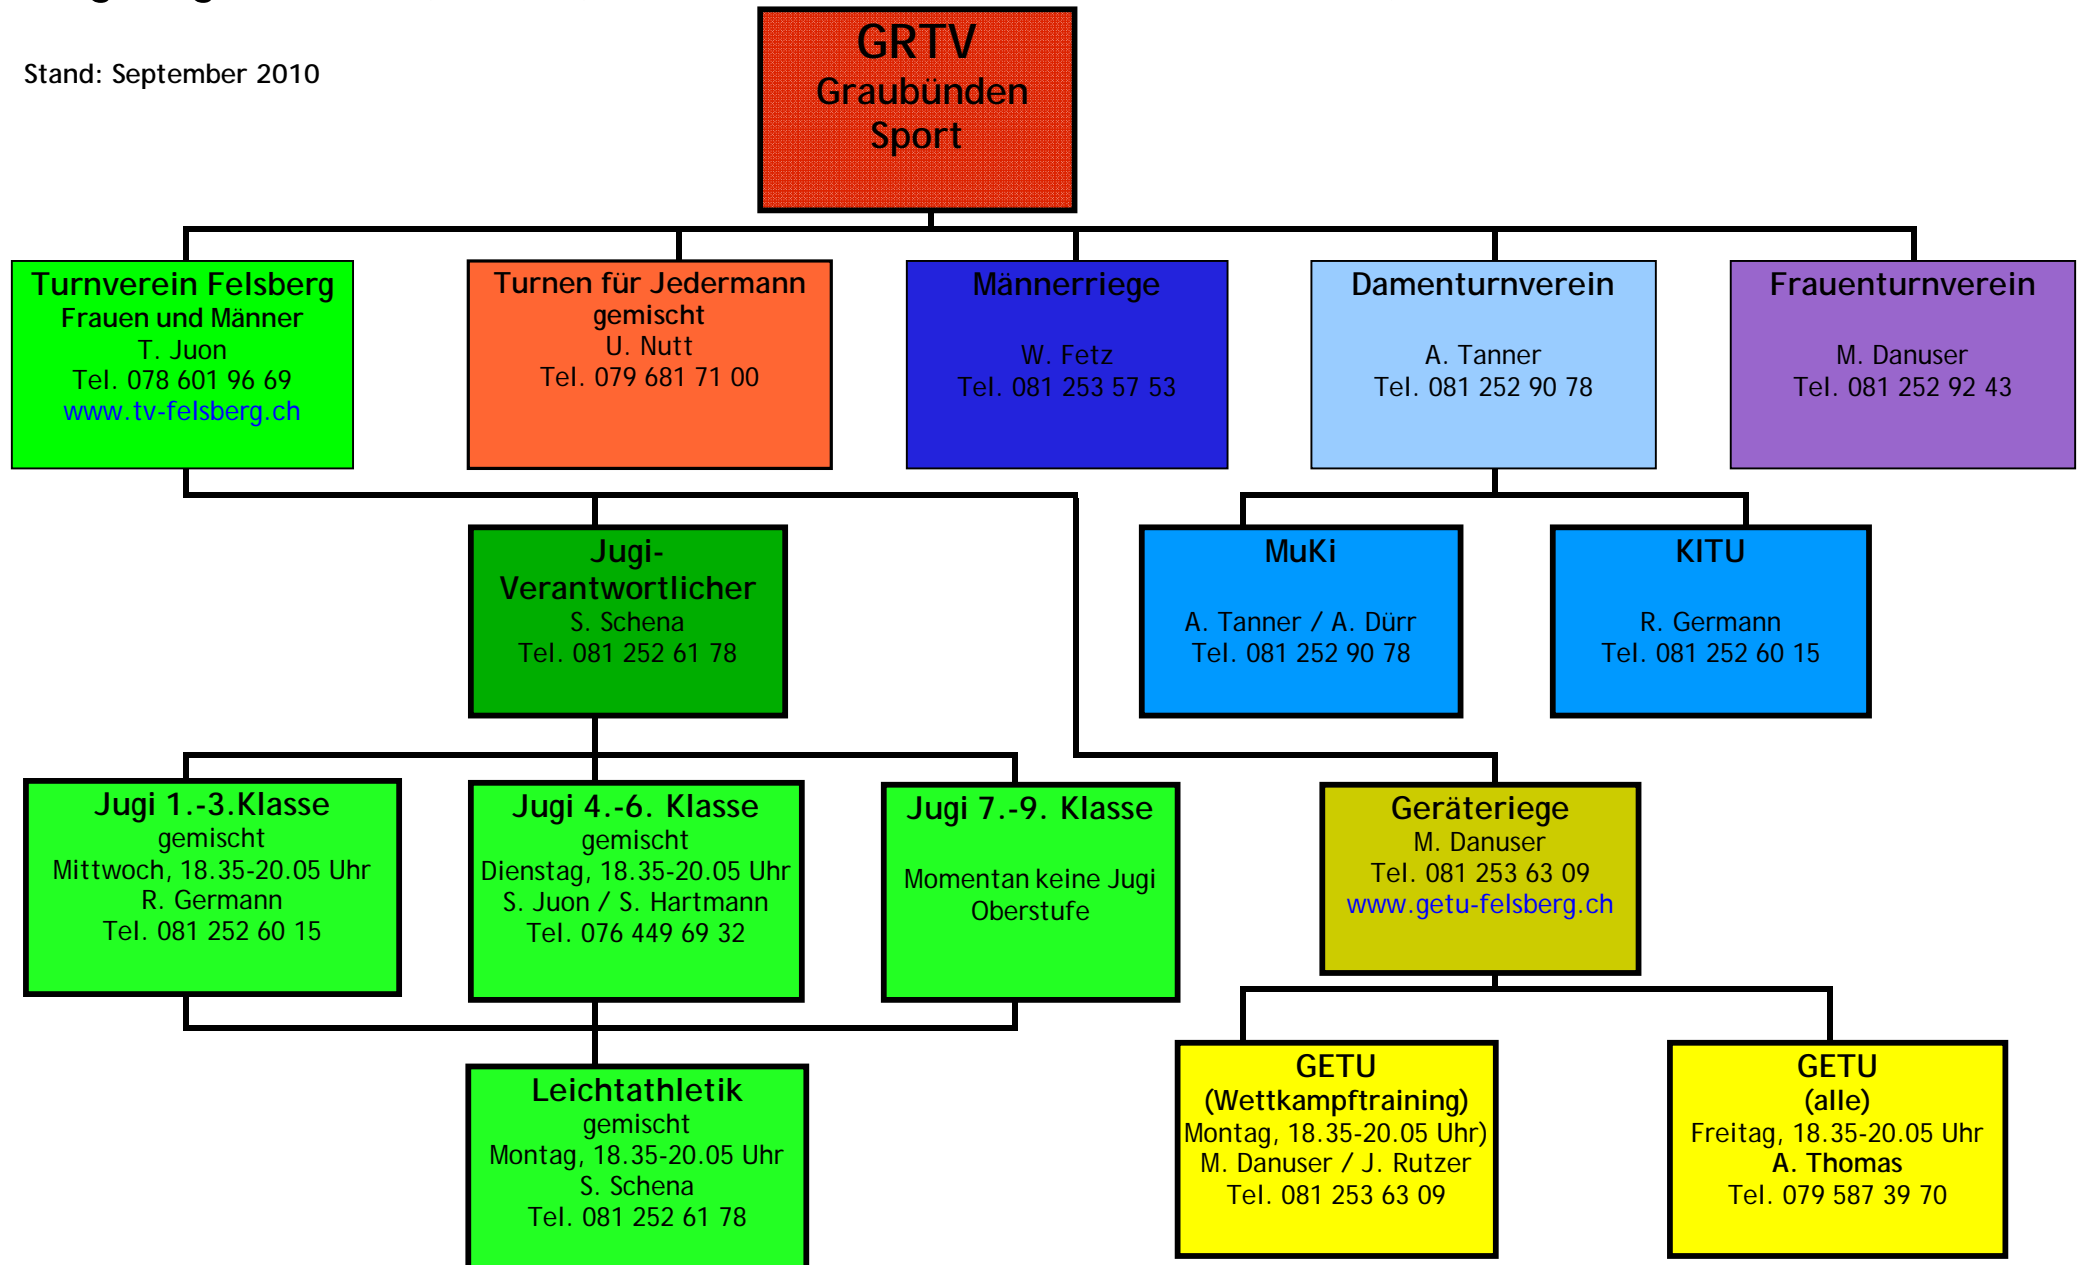 Stand: September 2010
GRTV
Graubünden
Sport
Turnverein Felsberg
Frauen und Männer
T. Juon
Tel. 078 601 96 69
www.tv-felsberg.ch
Turnen für Jedermann
gemischt
U. Nutt
Tel. 079 681 71 00
Männerriege
W. Fetz
Tel. 081 253 57 53
Damenturnverein
A. Tanner
Tel. 081 252 90 78
Frauenturnverein
M. Danuser
Tel. 081 252 92 43
Jugi-
Verantwortlicher
S. Schena
Tel. 081 252 61 78
MuKi
A. Tanner / A. Dürr
Tel. 081 252 90 78
KITU
R. Germann
Tel. 081 252 60 15
Jugi 1.-3.Klasse
gemischt
Mittwoch, 18.35-20.05 Uhr
R. Germann
Tel. 081 252 60 15
Jugi 4.-6. Klasse
gemischt
Dienstag, 18.35-20.05 Uhr
S. Juon / S. Hartmann
Tel. 076 449 69 32
Jugi 7.-9. Klasse
Momentan keine Jugi
Oberstufe
Geräteriege
M. Danuser
Tel. 081 253 63 09
www.getu-felsberg.ch
Leichtathletik
gemischt
Montag, 18.35-20.05 Uhr
S. Schena
Tel. 081 252 61 78
GETU
(Wettkampftraining)
Montag, 18.35-20.05 Uhr)
M. Danuser / J. Rutzer
Tel. 081 253 63 09
GETU
(alle)
Freitag, 18.35-20.05 Uhr
A. Thomas
Tel. 079 587 39 70